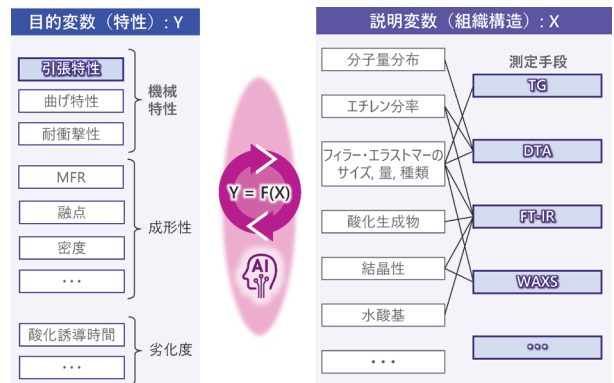 目的変数（特性）：Y
引張特性
曲げ特性
耐衝撃性
機械
特性
MFR
融点
密度
・・・
成形性
酸化誘導時間
・・・
劣化度
Y = F(X)
AI
説明変数（組織構造）：X
分子量分布
エチレン分率
フィラー・エラストマーの
サイズ, 量, 種類
酸化生成物
結晶性
水酸基
・・・
測定手段
TG
DTA
FT-IR
WAXS
・・・